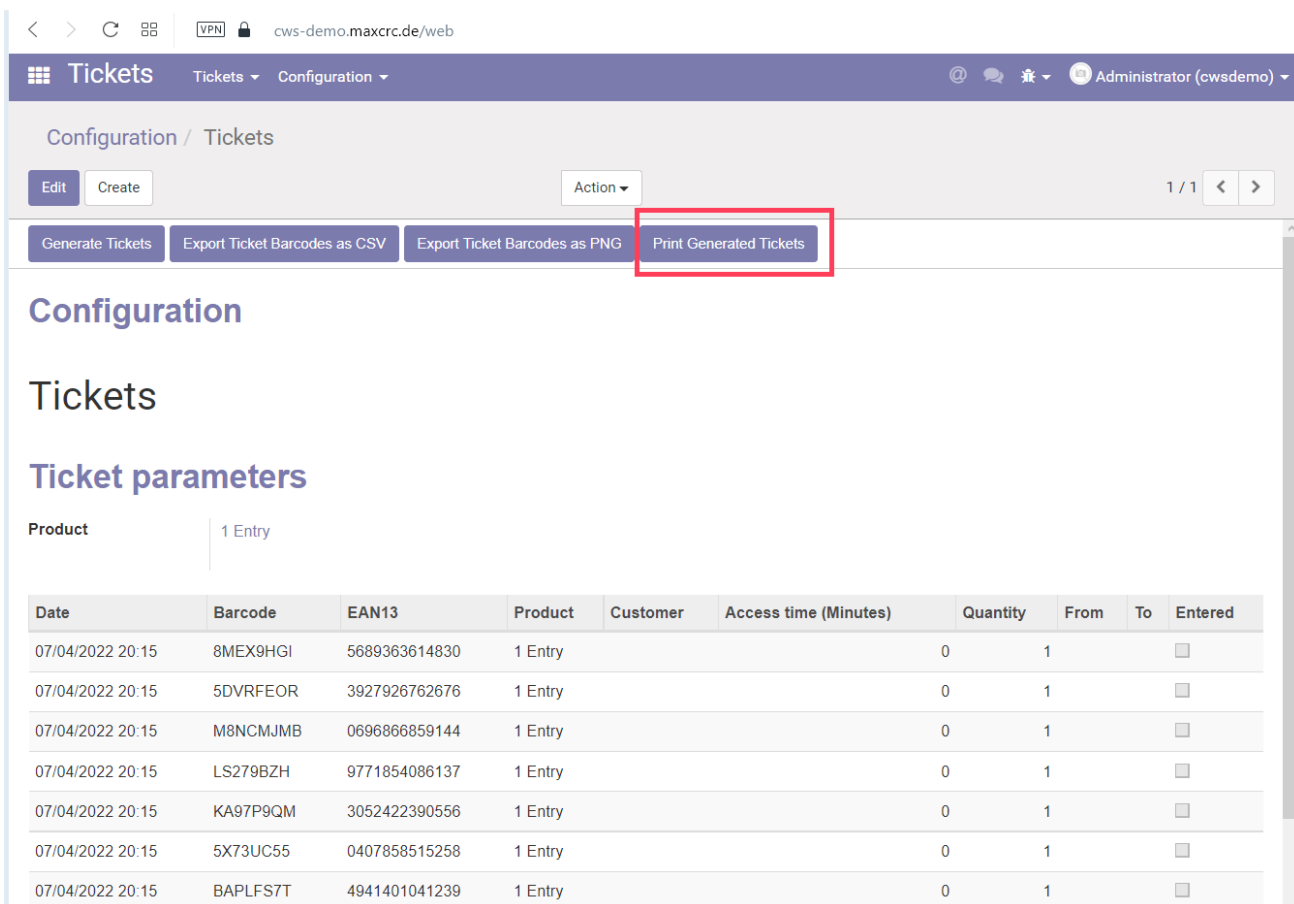 VPN cws-demo.maxcrc.de/web
Tickets Tickets Configuration @ Administrator (cwsdemo)
Configuration / Tickets
Edit Create Action 1 / 1
Generate Tickets Export Ticket Barcodes as CSV Export Ticket Barcodes as PNG Print Generated Tickets
Configuration
Tickets
Ticket parameters
Product 1 Entry
Date Barcode EAN13 Product Customer Access time (Minutes) Quantity From To Entered
07/04/2022 20:15 8MEX9HGI 5689363614830 1 Entry 0 1
07/04/2022 20:15 5DVRFEOR 3927926762676 1 Entry 0 1
07/04/2022 20:15 M8NCMJMB 0696866859144 1 Entry 0 1
07/04/2022 20:15 LS279BZH 9771854086137 1 Entry 0 1
07/04/2022 20:15 KA97P9QM 3052422390556 1 Entry 0 1
07/04/2022 20:15 5X73UC55 0407858515258 1 Entry 0 1
07/04/2022 20:15 BAPLFS7T 4941401041239 1 Entry 0 1